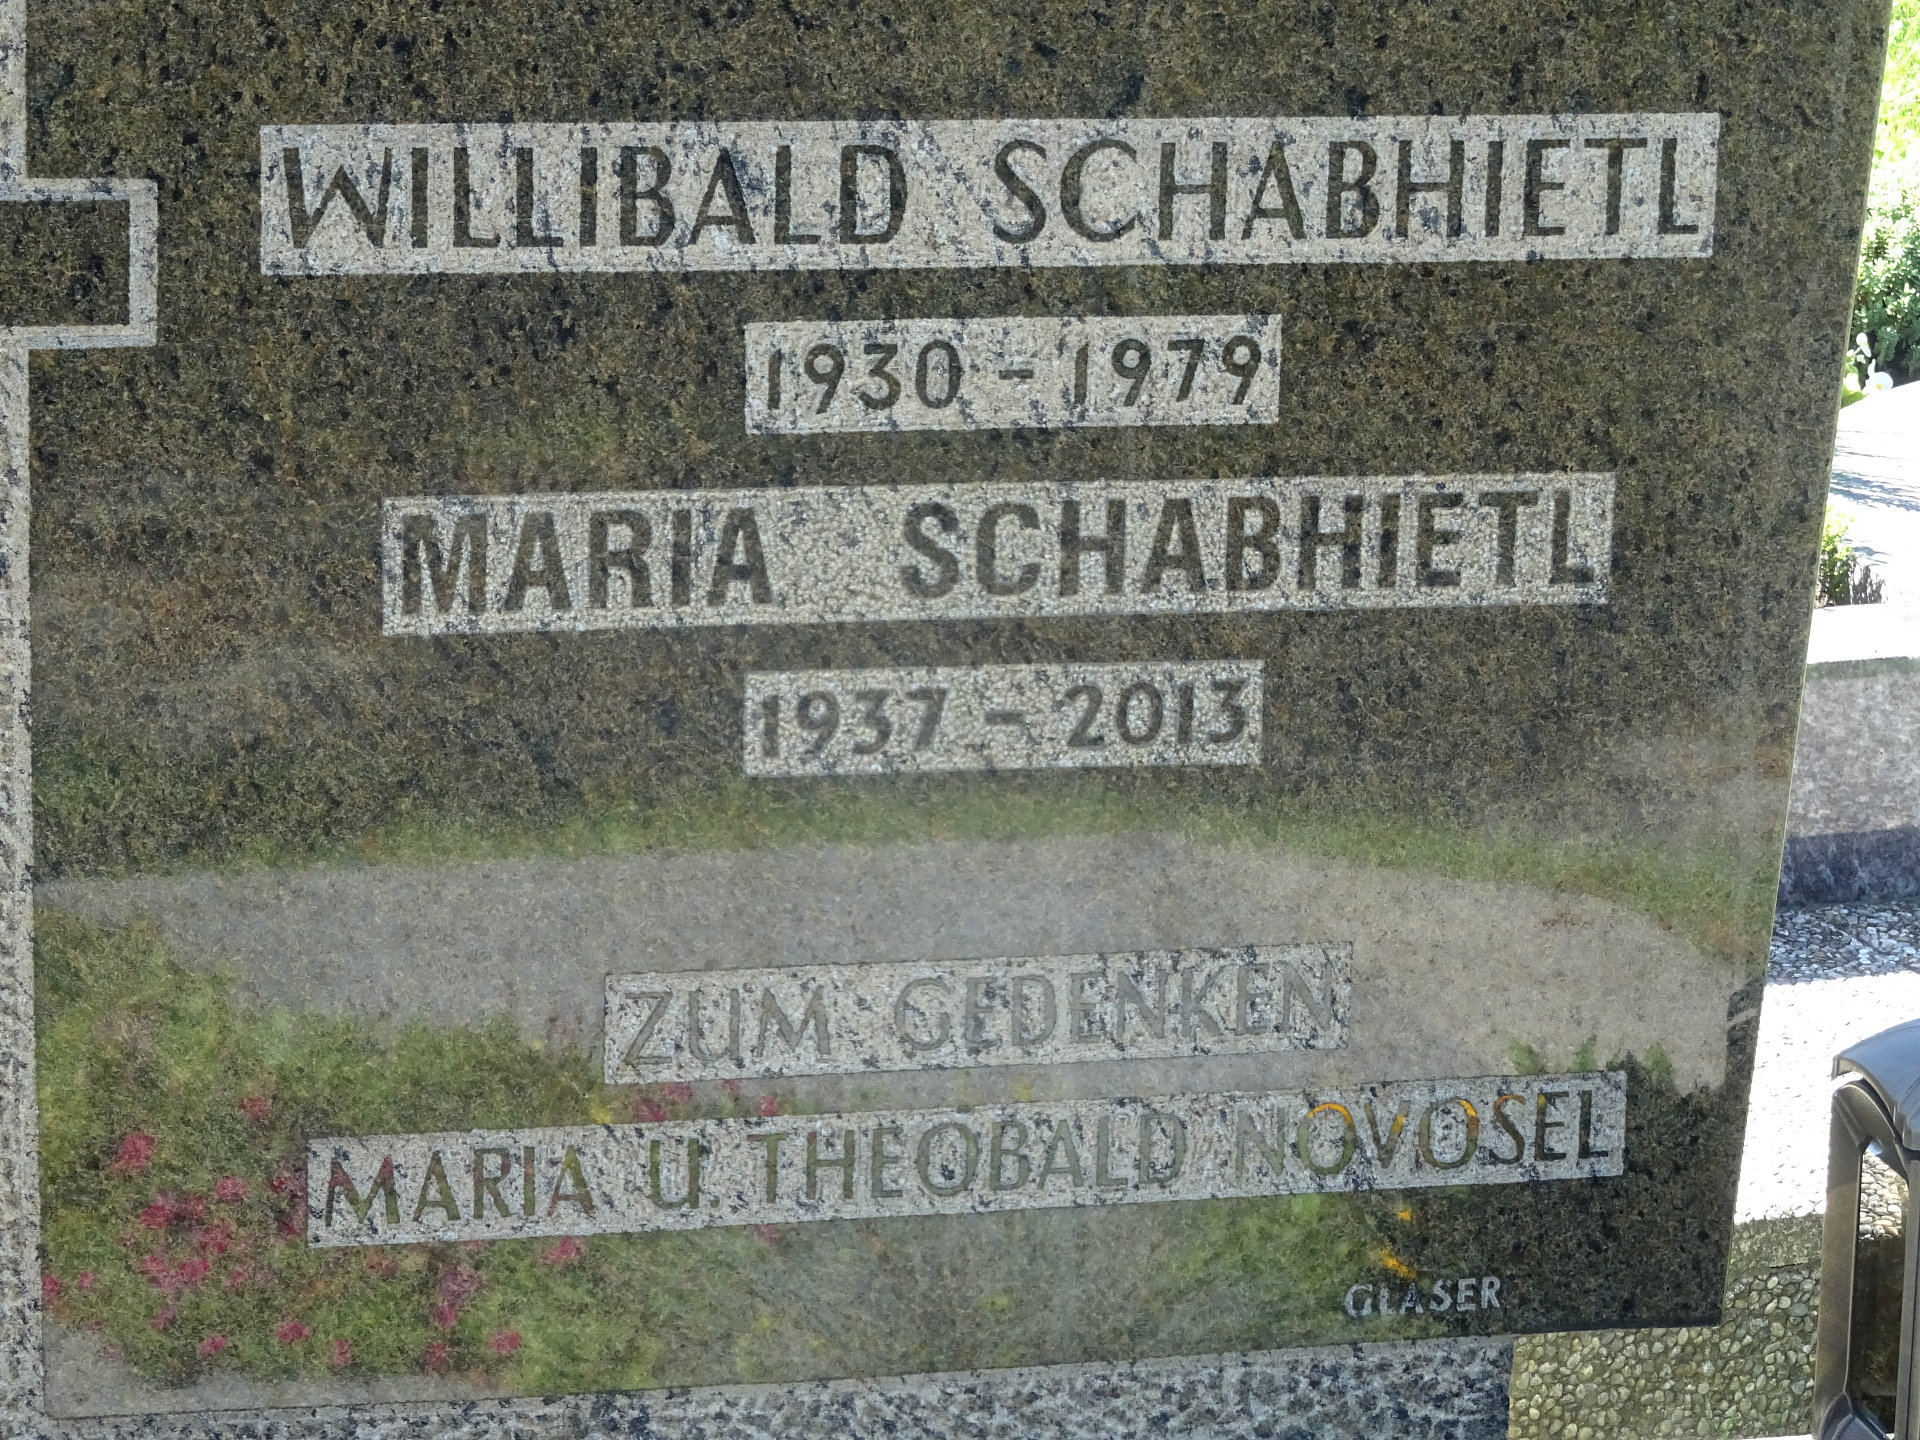 WILLIBALD SCHABHIETL
1930 - 1979
MARIA SCHABHIETL
1937 - 2013
ZUM GEDENKEN
MARIA U. THEOBALD NOVOSEL
GLASER